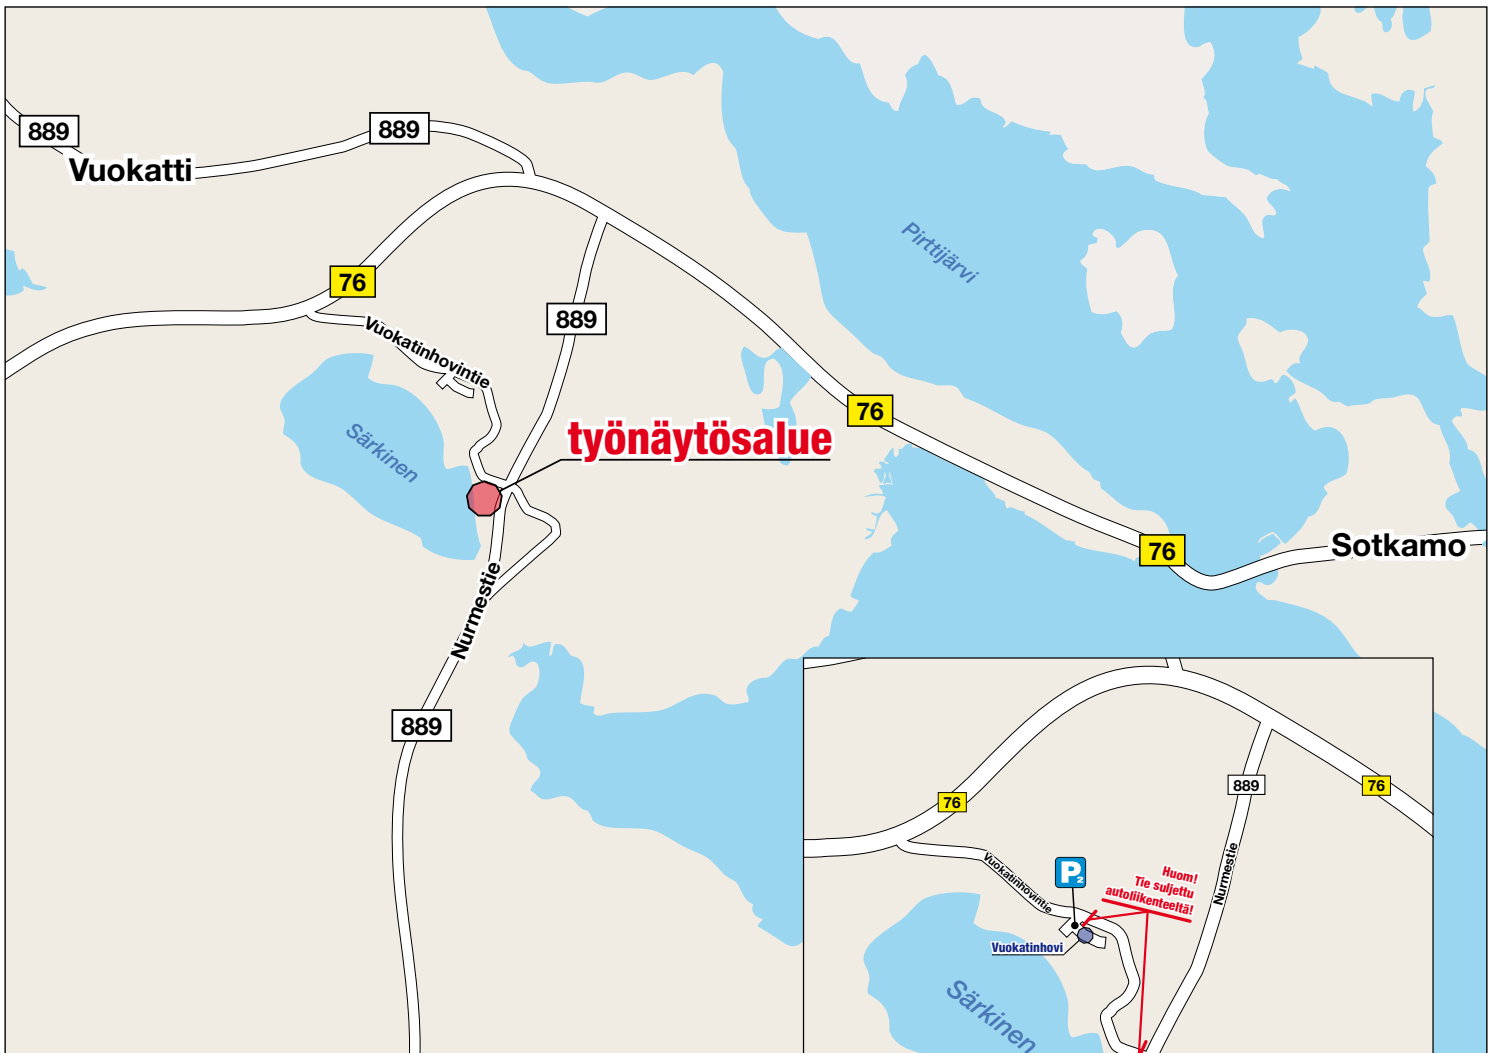 889
889
Vuokatti
Pirttijärvi
76
889
Vuokatinhovintie
76
Särkinen
työnäytösalue
76
Sotkamo
Nurmestie
889
76
889
76
Vuokatinhovintie
P2
Huom!
Tie suljettu
autoliikenteeltä!
Nurmestie
Vuokatinhovi
Särkinen